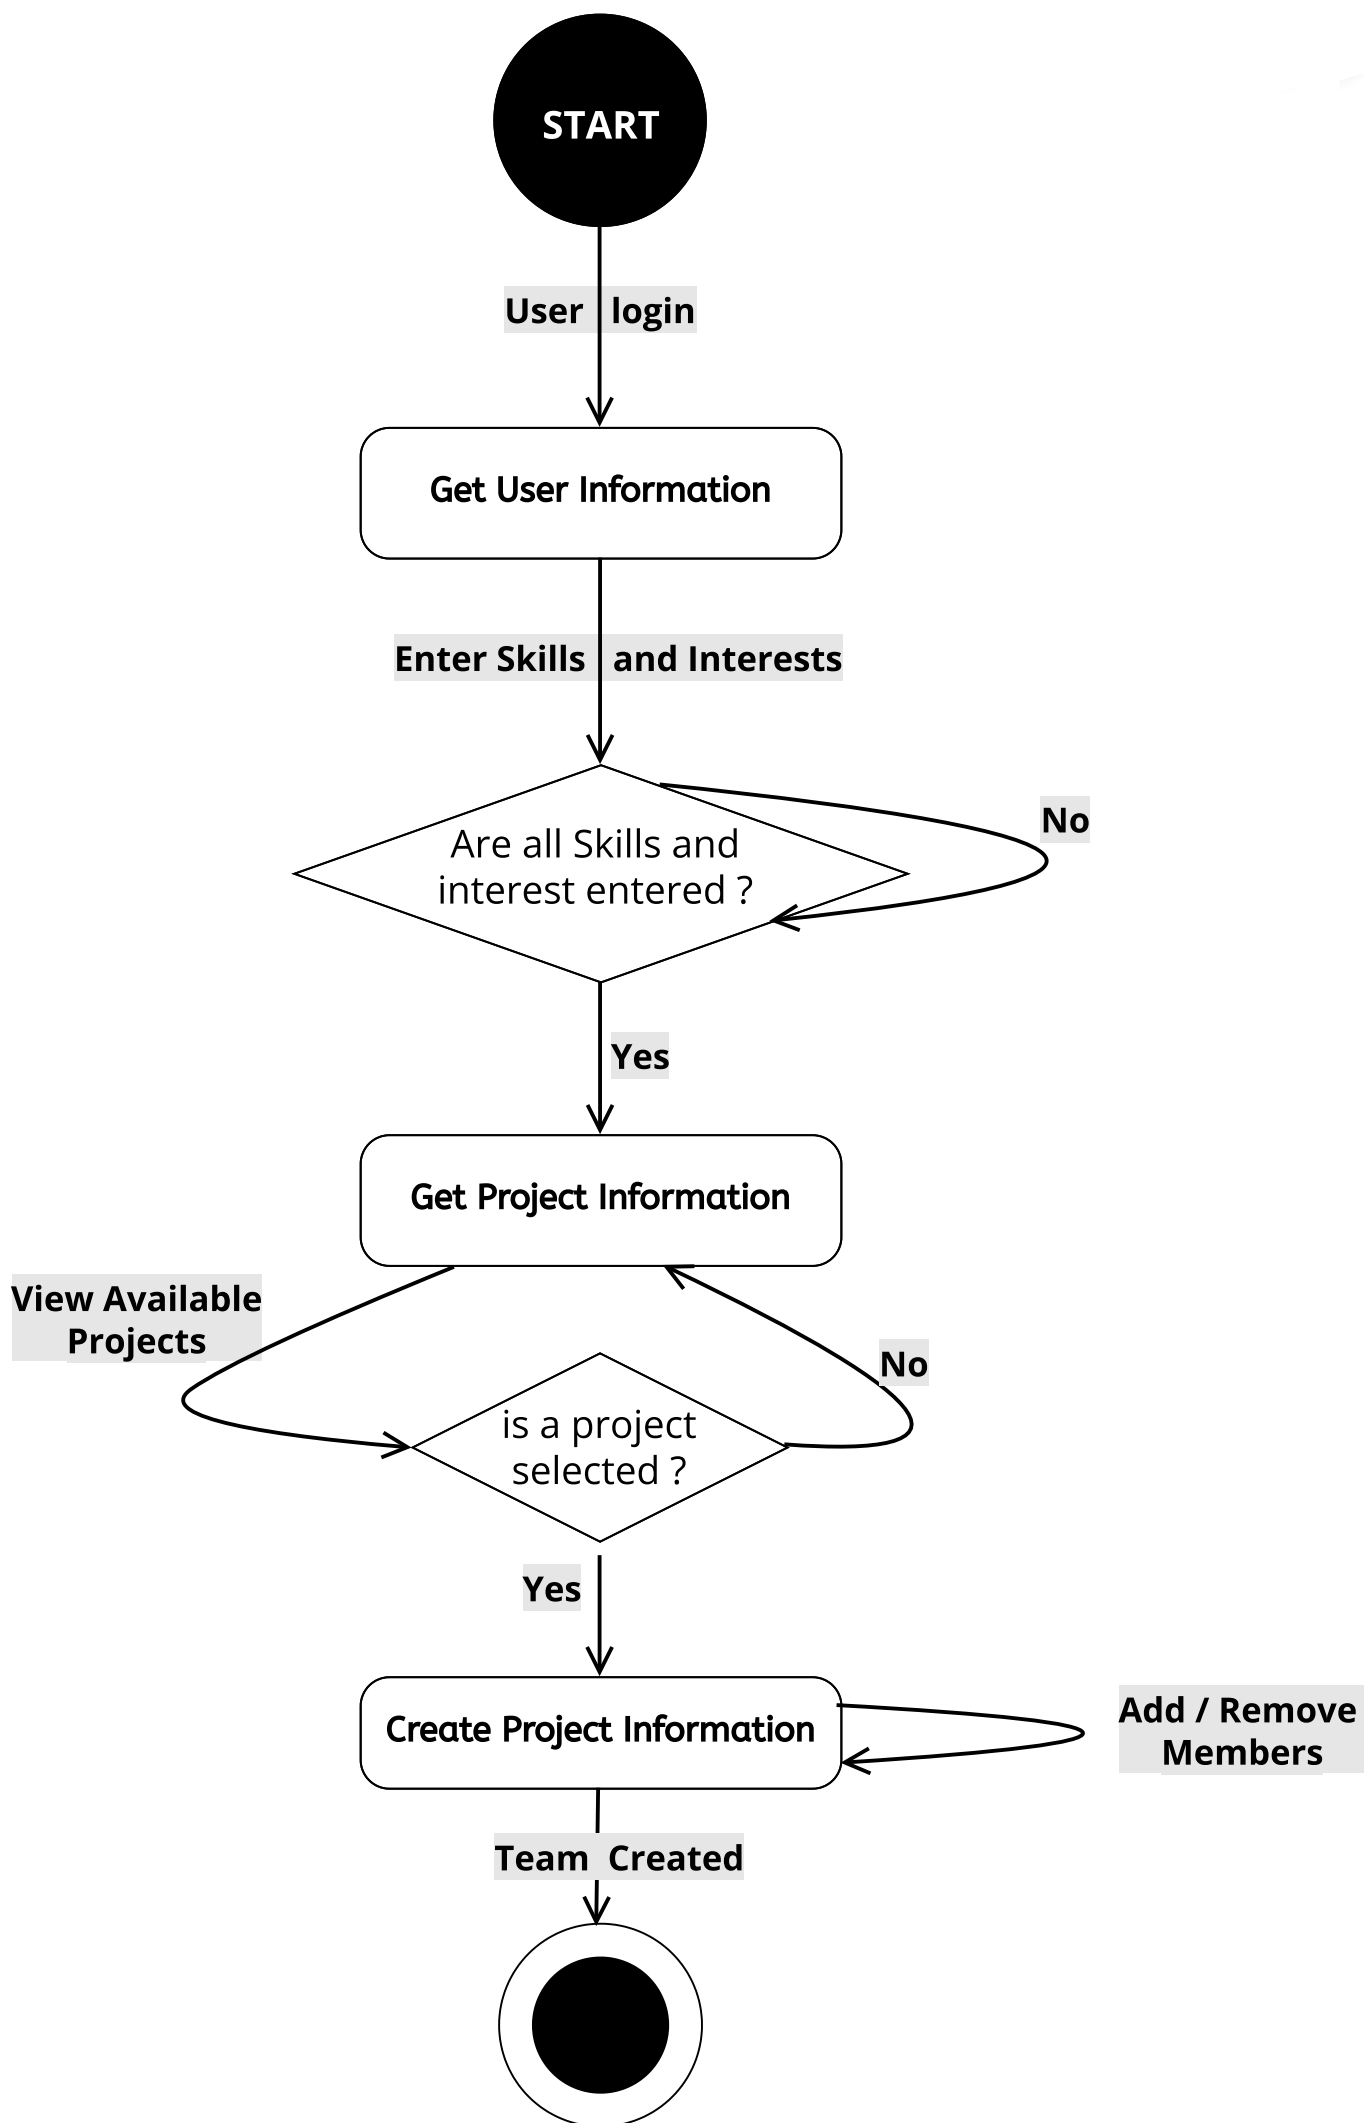 START
User login
Get User Information
Enter Skills and Interests
Are all Skills and
interest entered ?
No
Yes
Get Project Information
View Available
Projects
No
is a project
selected ?
Yes
Create Project Information
Add / Remove
Members
Team Created